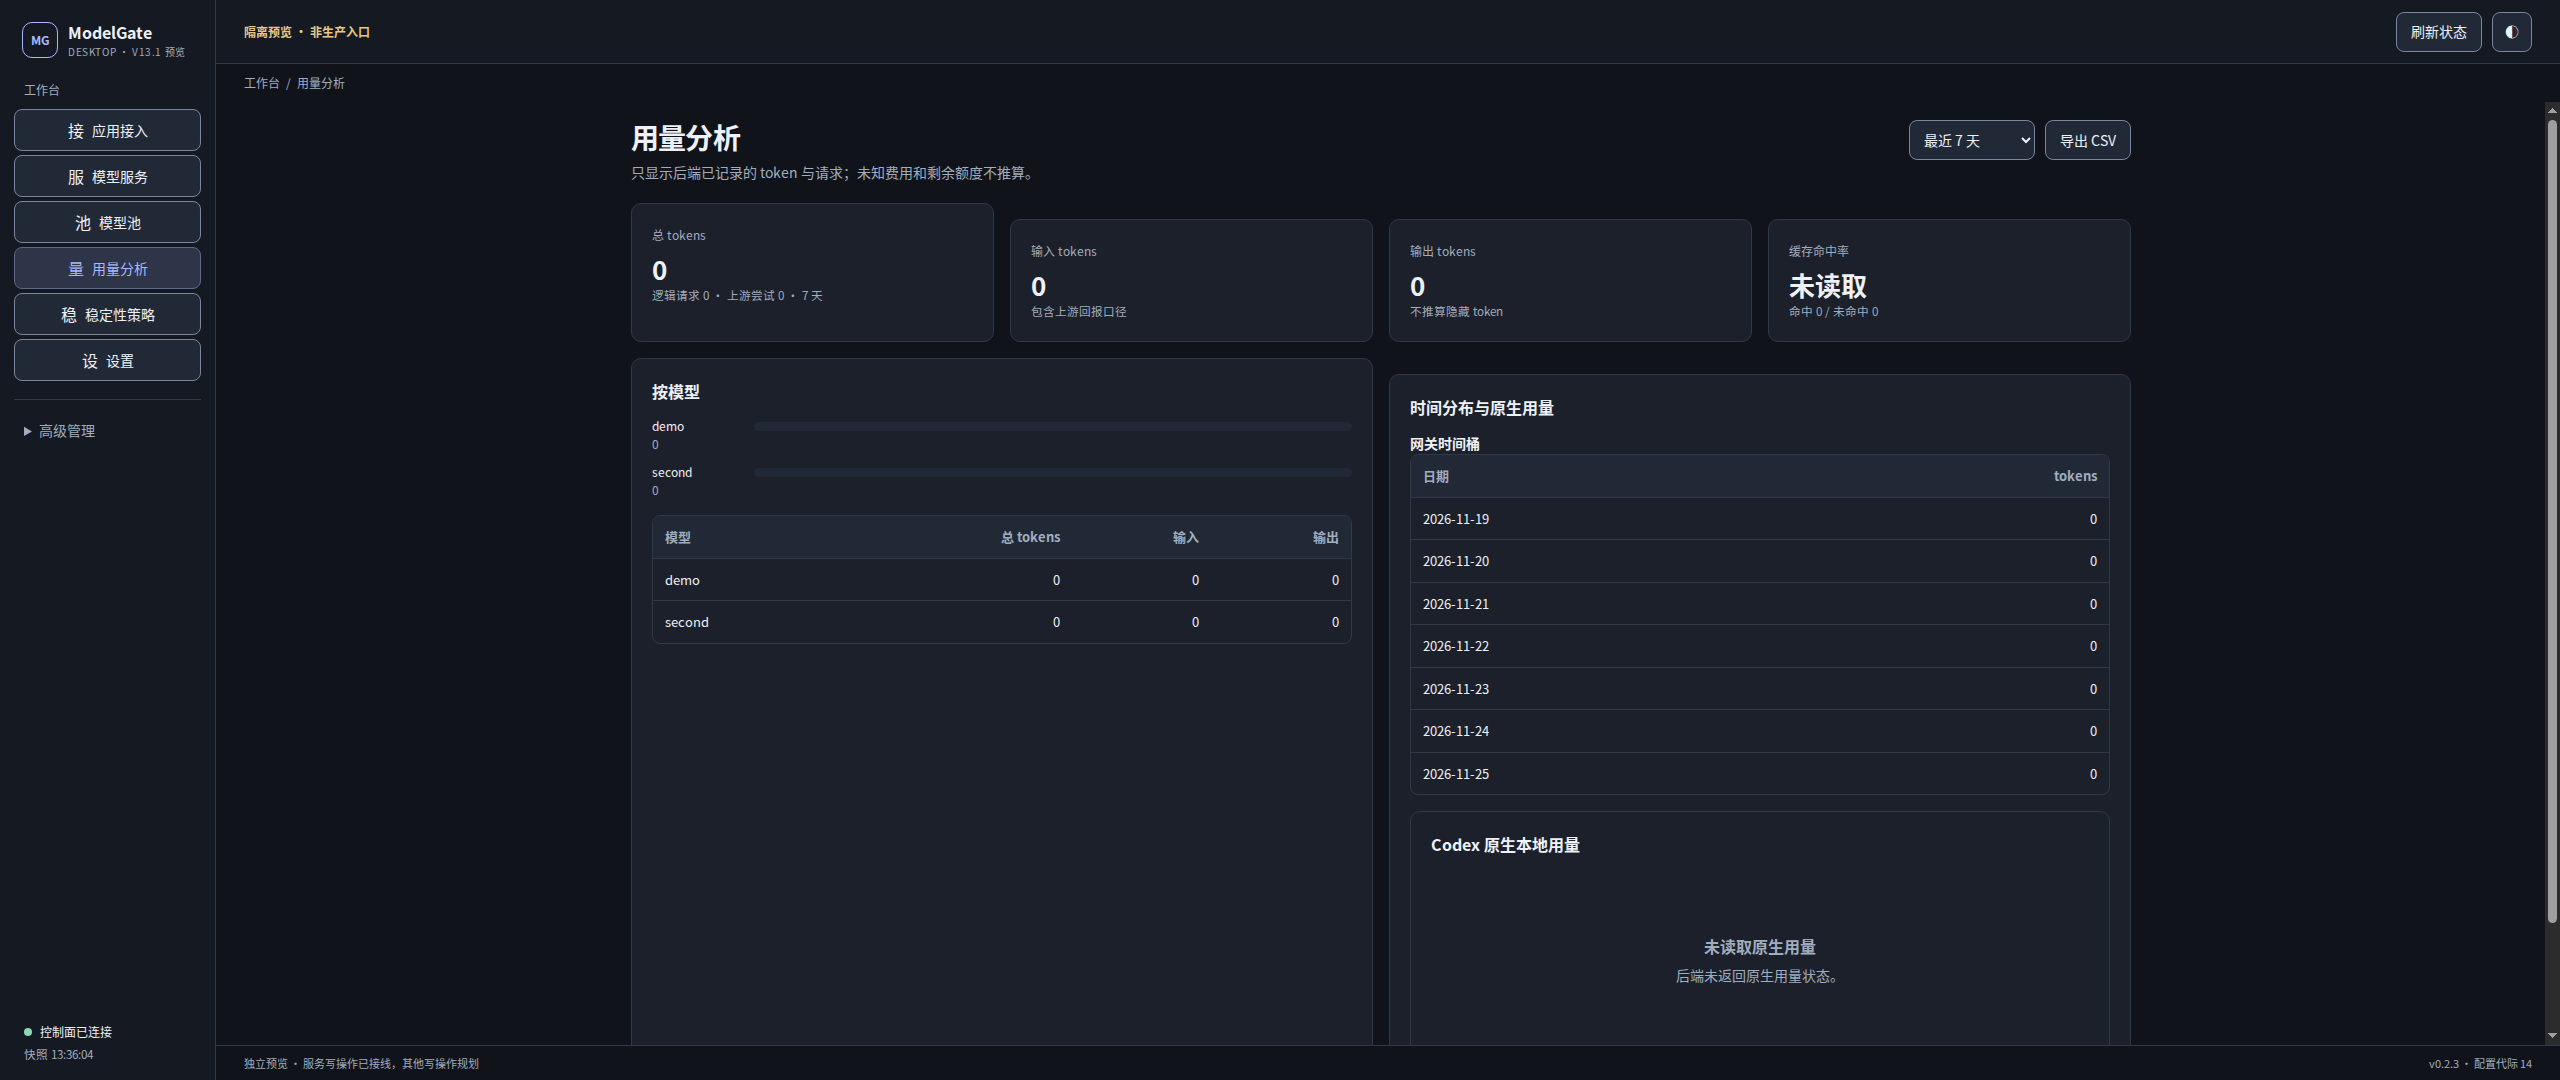 MG
ModelGate
DESKTOP · V13.1 预览
工作台
接 应用接入
服 模型服务
池 模型池
量 用量分析
稳 稳定性策略
设 设置
▶ 高级管理
控制面已连接
快照 13:36:04
隔离预览 · 非生产入口
刷新状态
工作台 / 用量分析
用量分析
只显示后端已记录的 token 与请求；未知费用和剩余额度不推算。
最近 7 天
导出 CSV
总 tokens
0
逻辑请求 0 · 上游尝试 0 · 7 天
输入 tokens
0
包含上游回报口径
输出 tokens
0
不推算隐藏 token
缓存命中率
未读取
命中 0 / 未命中 0
按模型
demo
0
second
0
模型 总 tokens 输入 输出
demo 0 0 0
second 0 0 0
时间分布与原生用量
网关时间桶
日期 tokens
2026-11-19 0
2026-11-20 0
2026-11-21 0
2026-11-22 0
2026-11-23 0
2026-11-24 0
2026-11-25 0
Codex 原生本地用量
未读取原生用量
后端未返回原生用量状态。
独立预览 · 服务写操作已接线，其他写操作规划
v0.2.3 · 配置代际 14